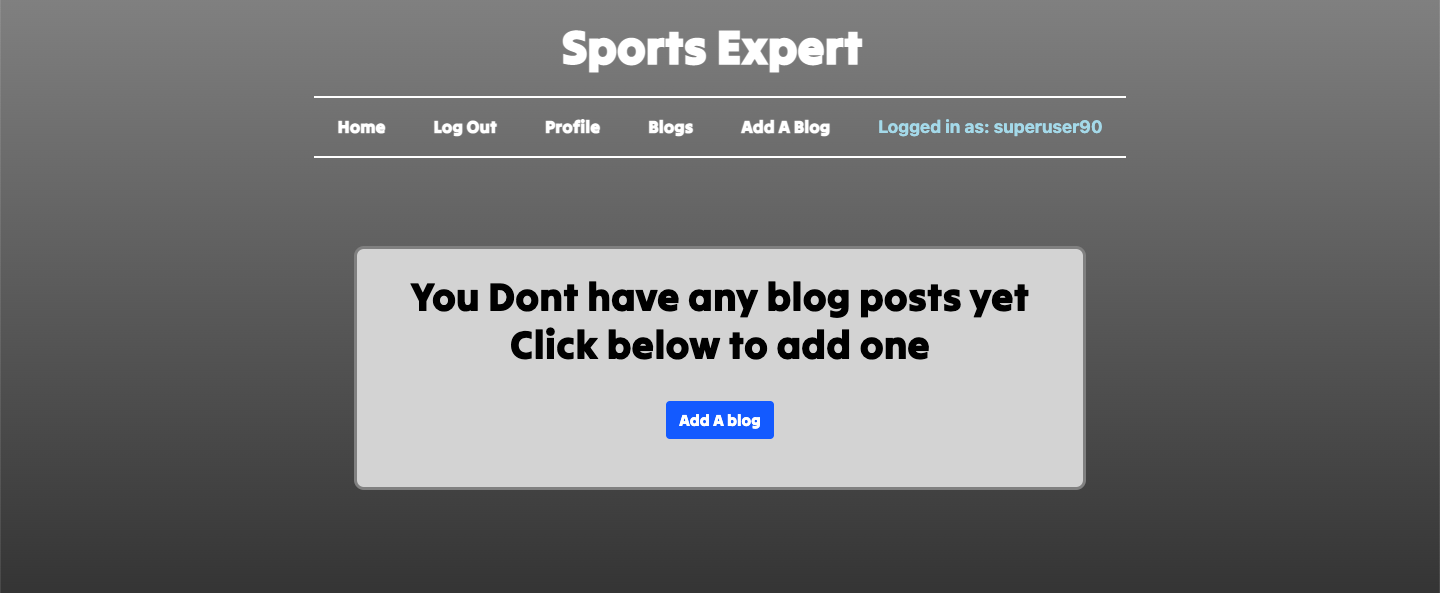 Sports Expert
Home Log Out Profile Blogs Add A Blog Logged in as: superuser90
You Dont have any blog posts yet
Click below to add one
Add A blog